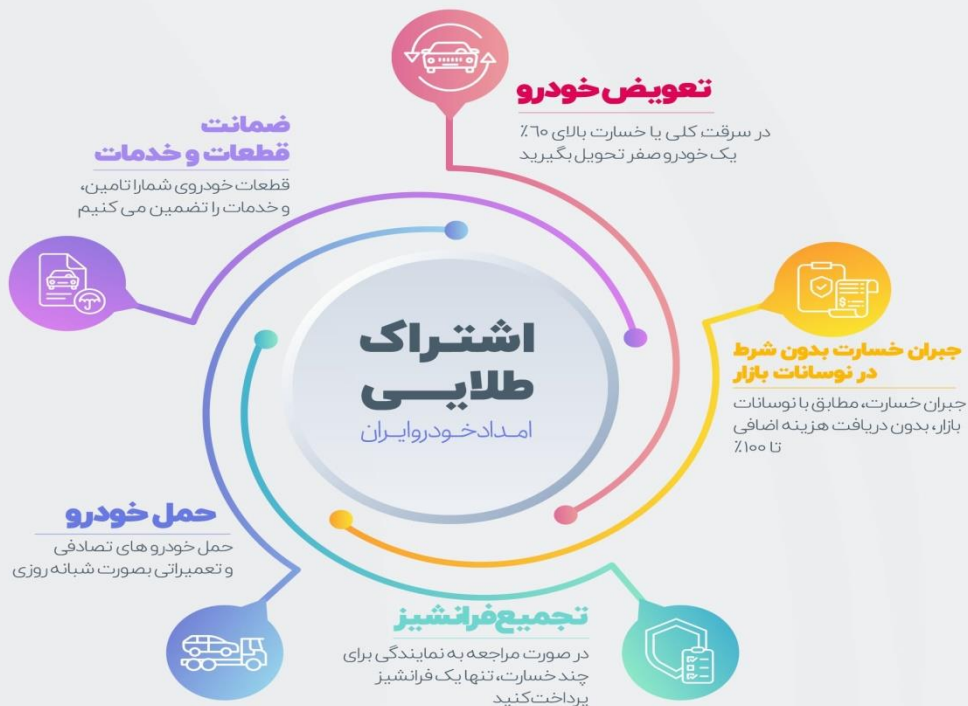 تعویض خودرو
در سرقت کلی یا خسارت بالای ۶۰٪
یک خودرو صفر تحویل بگیرید
ضمانت
قطعات و خدمات
قطعات خودروی شما را تامین،
و خدمات را تضمین می کنیم
اشتراک
طلایی
امداد خودرو ایران
جبران خسارت بدون شرط
در نوسانات بازار
جبران خسارت، مطابق با نوسانات
بازار، بدون دریافت هزینه اضافی
تا ۱۰۰٪
حمل خودرو
حمل خودرو های تصادفی
و تعمیراتی بصورت شبانه روزی
تجمیع فرانشیز
در صورت مراجعه به نمایندگی برای
چند خسارت، تنها یک فرانشیز
پرداخت کنید